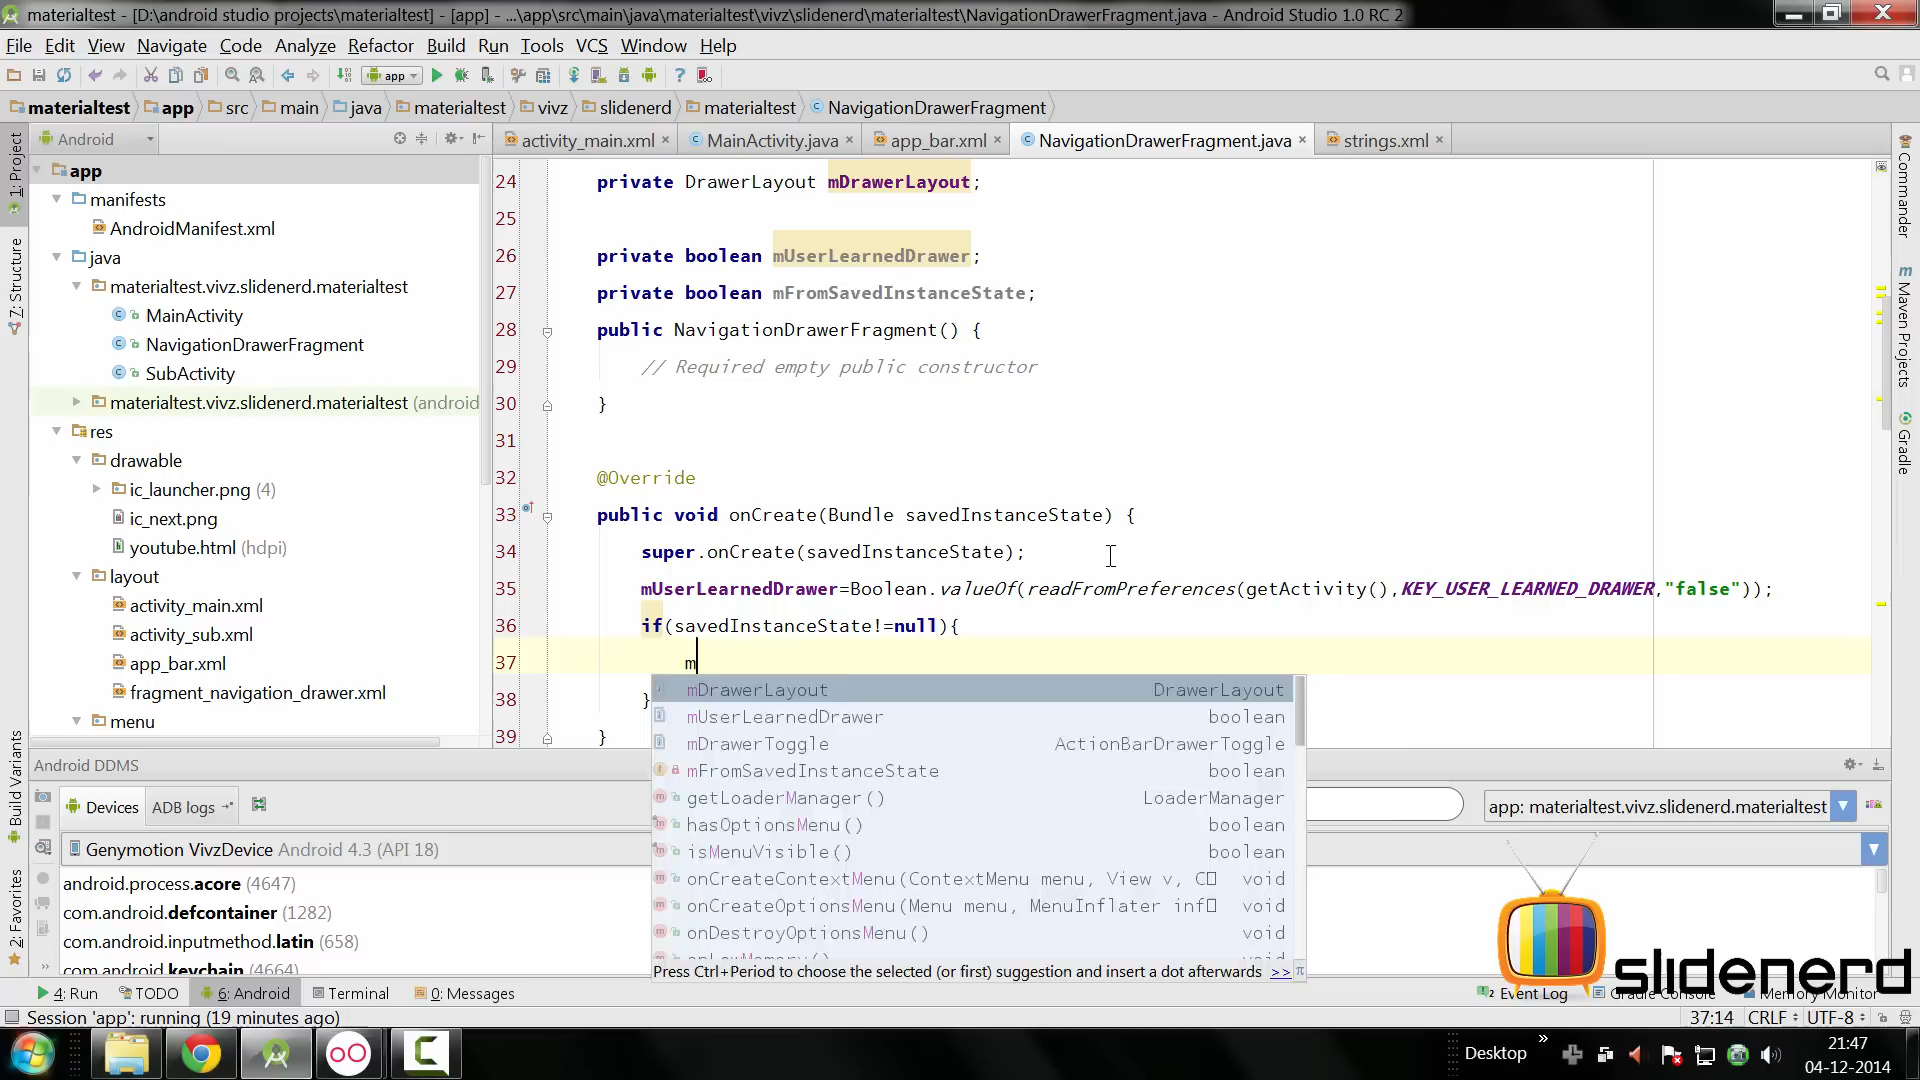 materialtest - [D:\android studio projects\materialtest] - [app] - ...\app\src\main\java\materialtest\vivz\slidenerd\materialtest\NavigationDrawerFragment.java - Android Studio 1.0 RC 2
File Edit View Navigate Code Analyze Refactor Build Run Tools VCS Window Help
app
materialtest app src main java materialtest vivz slidenerd materialtest NavigationDrawerFragment
Android activity_main.xml MainActivity.java app_bar.xml NavigationDrawerFragment.java strings.xml
1: Project
7: Structure
Build Variants
2: Favorites
app
manifests
AndroidManifest.xml
java
materialtest.vivz.slidenerd.materialtest
MainActivity
NavigationDrawerFragment
SubActivity
materialtest.vivz.slidenerd.materialtest (android
res
drawable
ic_launcher.png (4)
ic_next.png
youtube.html (hdpi)
layout
activity_main.xml
activity_sub.xml
app_bar.xml
fragment_navigation_drawer.xml
menu
24 private DrawerLayout mDrawerLayout;
25
26 private boolean mUserLearnedDrawer;
27 private boolean mFromSavedInstanceState;
28 public NavigationDrawerFragment() {
29 // Required empty public constructor
30 }
31
32 @Override
33 public void onCreate(Bundle savedInstanceState) {
34 super.onCreate(savedInstanceState);
35 mUserLearnedDrawer=Boolean.valueOf(readFromPreferences(getActivity(),KEY_USER_LEARNED_DRAWER,"false"));
36 if(savedInstanceState!=null){
37 m
38 }
39 }
mDrawerLayout DrawerLayout
mUserLearnedDrawer boolean
mDrawerToggle ActionBarDrawerToggle
mFromSavedInstanceState boolean
getLoaderManager() LoaderManager
hasOptionsMenu() boolean
isMenuVisible() boolean
onCreateContextMenu(ContextMenu menu, View v, C void
onCreateOptionsMenu(Menu menu, MenuInflater inf void
onDestroyOptionsMenu() void
Press Ctrl+Period to choose the selected (or first) suggestion and insert a dot afterwards >>
Commander
Maven Projects
Gradle
Android DDMS
Devices ADB logs
app: materialtest.vivz.slidenerd.materialtest
Genymotion VivzDevice Android 4.3 (API 18)
android.process.acore (4647)
com.android.defcontainer (1282)
com.android.inputmethod.latin (658)
com.android.keychain (4664)
slidenerd
4: Run TODO 6: Android Terminal 0: Messages Event Log Gradle Console Memory Monitor
Session 'app': running (19 minutes ago) 37:14 CRLF UTF-8
Desktop
21:47
04-12-2014